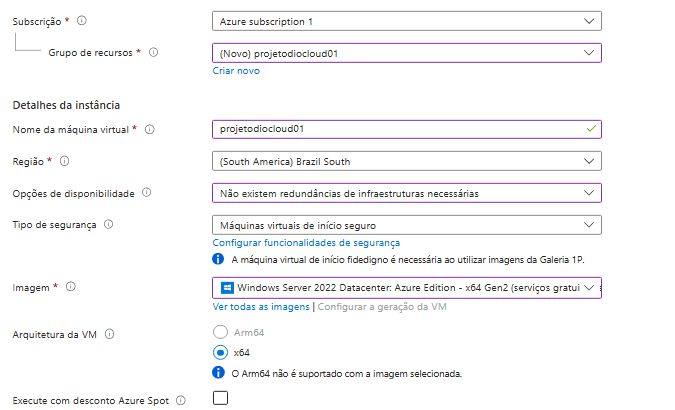 Subscrição * Azure subscription 1
Grupo de recursos * (Novo) projetodiocloud01
Criar novo
Detalhes da instância
Nome da máquina virtual * projetodiocloud01
Região * (South America) Brazil South
Opções de disponibilidade Não existem redundâncias de infraestruturas necessárias
Tipo de segurança Máquinas virtuais de início seguro
Configurar funcionalidades de segurança
A máquina virtual de início fidedigno é necessária ao utilizar imagens da Galeria 1P.
Imagem * Windows Server 2022 Datacenter: Azure Edition - x64 Gen2 (serviços gratui
Ver todas as imagens | Configurar a geração da VM
Arquitetura da VM Arm64
x64
O Arm64 não é suportado com a imagem selecionada.
Execute com desconto Azure Spot